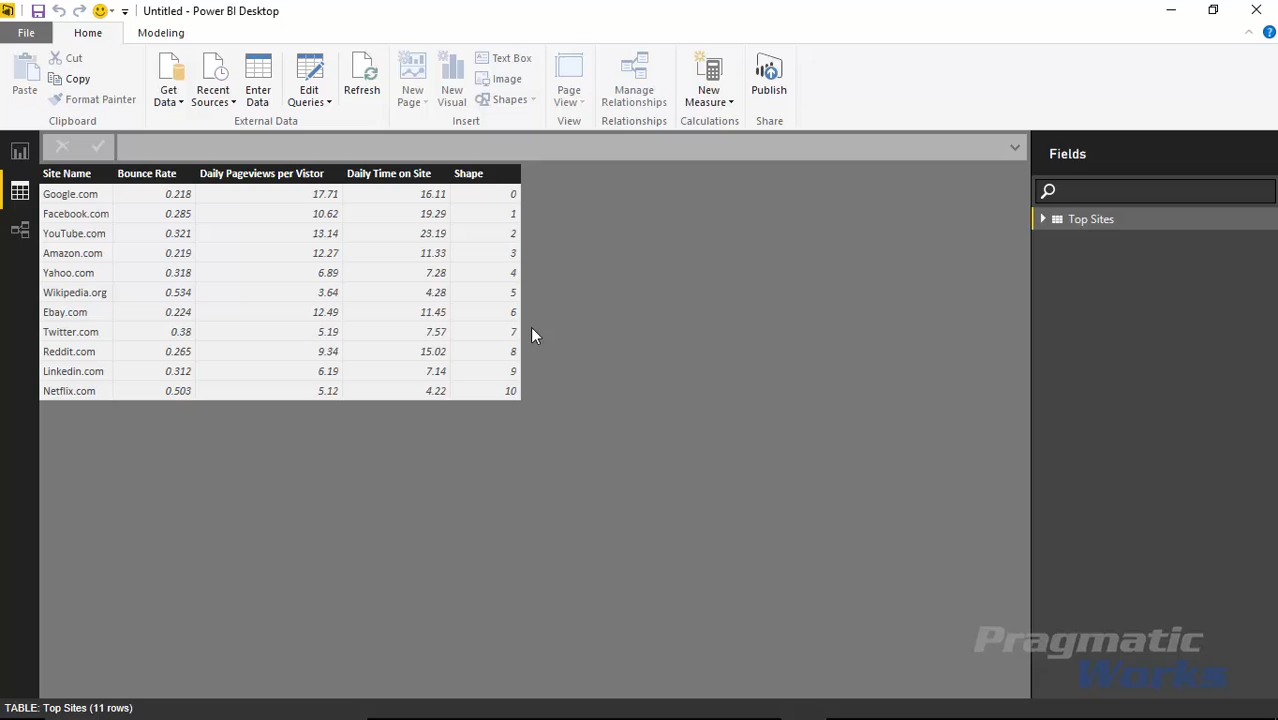 Untitled - Power BI Desktop
File Home Modeling
Paste
Cut
Copy
Format Painter
Clipboard
Get Data
Recent Sources
Enter Data
Edit Queries
Refresh
External Data
New Page
New Visual
Text Box
Image
Shapes
Insert
Page View
View
Manage Relationships
Relationships
New Measure
Calculations
Publish
Share
Site Name Bounce Rate Daily Pageviews per Vistor Daily Time on Site Shape
Google.com 0.218 17.71 16.11 0
Facebook.com 0.285 10.62 19.29 1
YouTube.com 0.321 13.14 23.19 2
Amazon.com 0.219 12.27 11.33 3
Yahoo.com 0.318 6.89 7.28 4
Wikipedia.org 0.534 3.64 4.28 5
Ebay.com 0.224 12.49 11.45 6
Twitter.com 0.38 5.19 7.57 7
Reddit.com 0.265 9.34 15.02 8
Linkedin.com 0.312 6.19 7.14 9
Netflix.com 0.503 5.12 4.22 10
Fields
Top Sites
Pragmatic
Works
TABLE: Top Sites (11 rows)